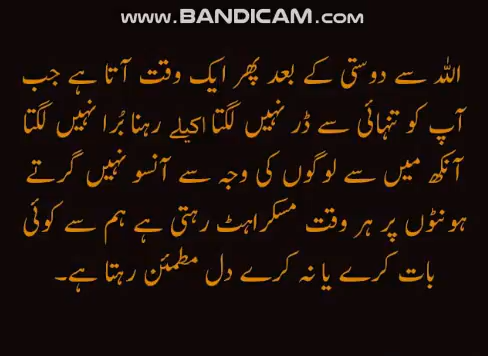 www.BANDICAM.com
اللہ سے دوستی کے بعد پھر ایک وقت آتا ہے جب
آپ کو تنہائی سے ڈر نہیں لگتا اکیلے رہنا بُرا نہیں لگتا
آنکھ میں سے لوگوں کی وجہ سے آنسو نہیں گرتے
ہونٹوں پر ہر وقت مسکراہٹ رہتی ہے ہم سے کوئی
بات کرے یا نہ کرے دل مطمئن رہتا ہے۔